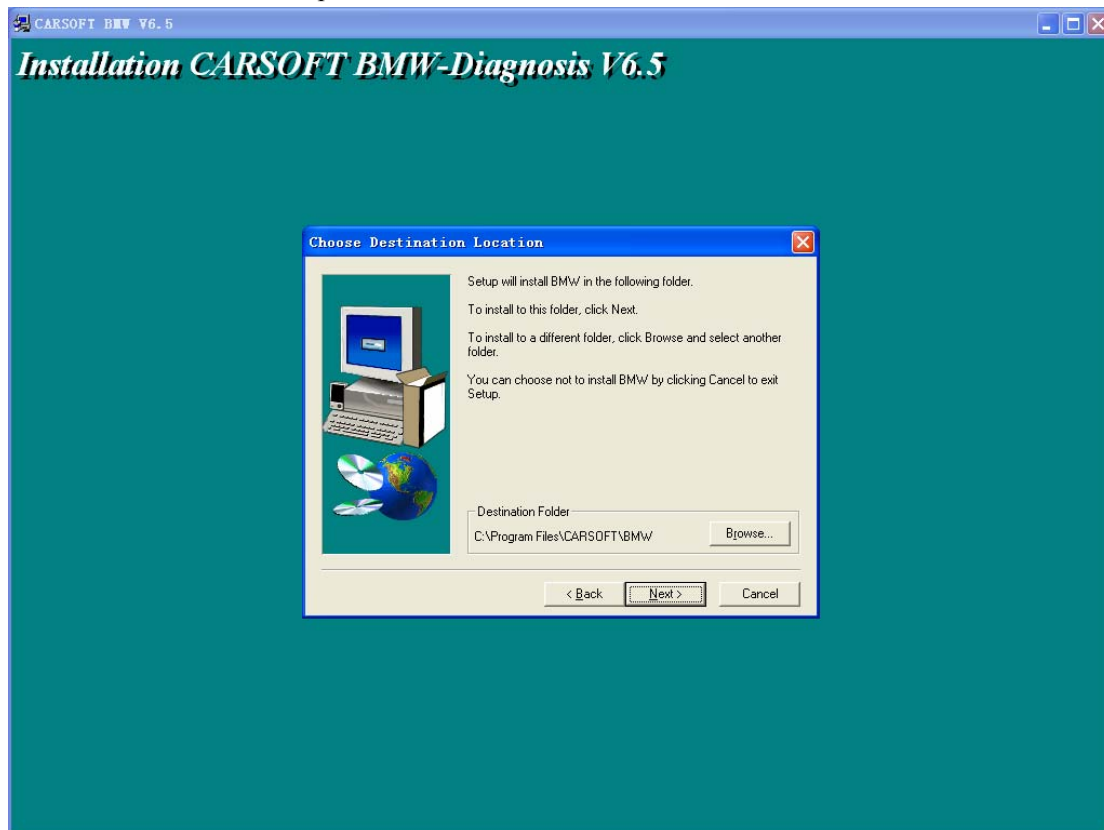 CARSOFT BMW V6.5
Installation CARSOFT BMW-Diagnosis V6.5
Choose Destination Location
Setup will install BMW in the following folder.
To install to this folder, click Next.
To install to a different folder, click Browse and select another
folder.
You can choose not to install BMW by clicking Cancel to exit
Setup.
Destination Folder
C:\Program Files\CARSOFT\BMW
Browse...
< Back
Next >
Cancel